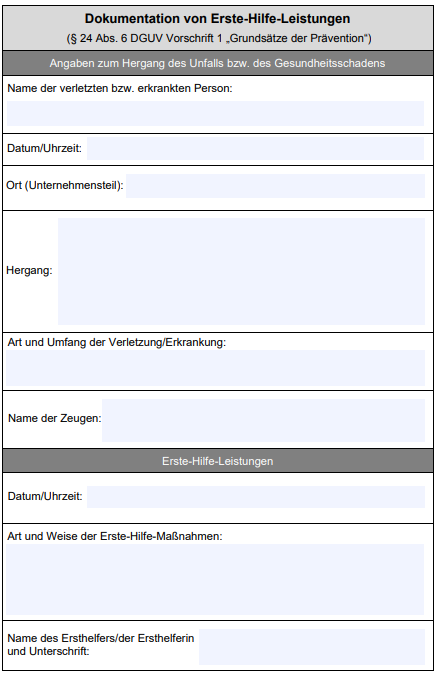 Dokumentation von Erste-Hilfe-Leistungen
(§ 24 Abs. 6 DGUV Vorschrift 1 „Grundsätze der Prävention“)
Angaben zum Hergang des Unfalls bzw. des Gesundheitsschadens
Name der verletzten bzw. erkrankten Person:
Datum/Uhrzeit:
Ort (Unternehmensteil):
Hergang:
Art und Umfang der Verletzung/Erkrankung:
Name der Zeugen:
Erste-Hilfe-Leistungen
Datum/Uhrzeit:
Art und Weise der Erste-Hilfe-Maßnahmen:
Name des Ersthelfers/der Ersthelferin
und Unterschrift: